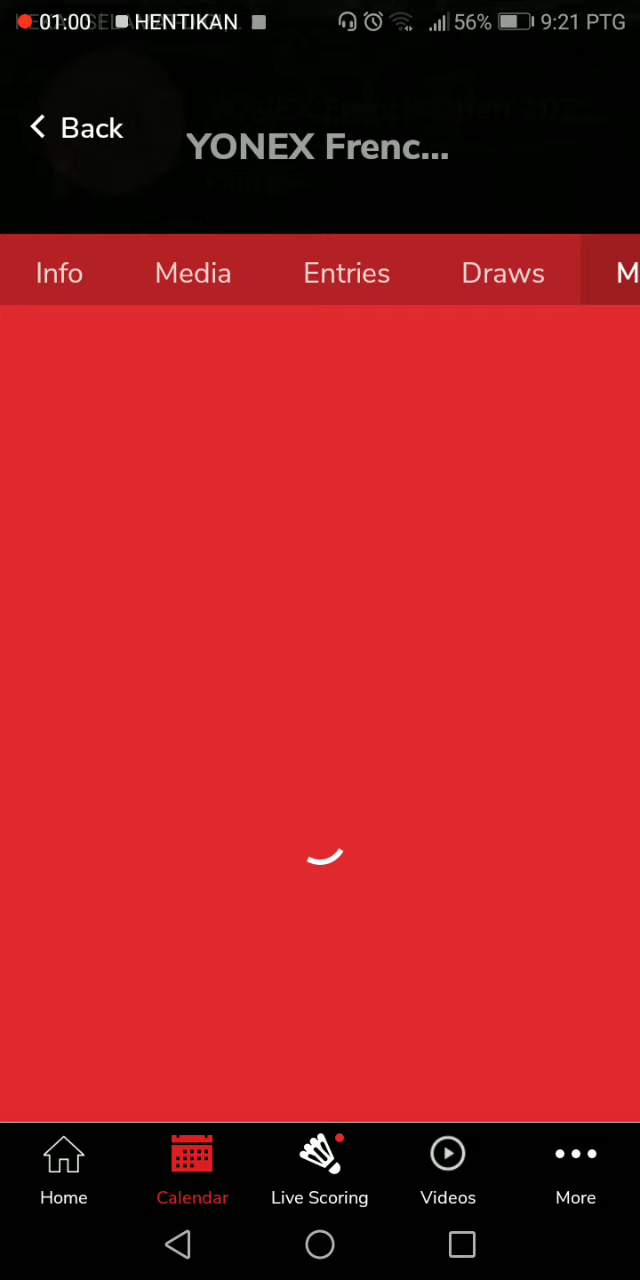 01:00 HENTIKAN 56% 9:21 PTG
Back
YONEX Frenc...
Info Media Entries Draws M
Home Calendar Live Scoring Videos More